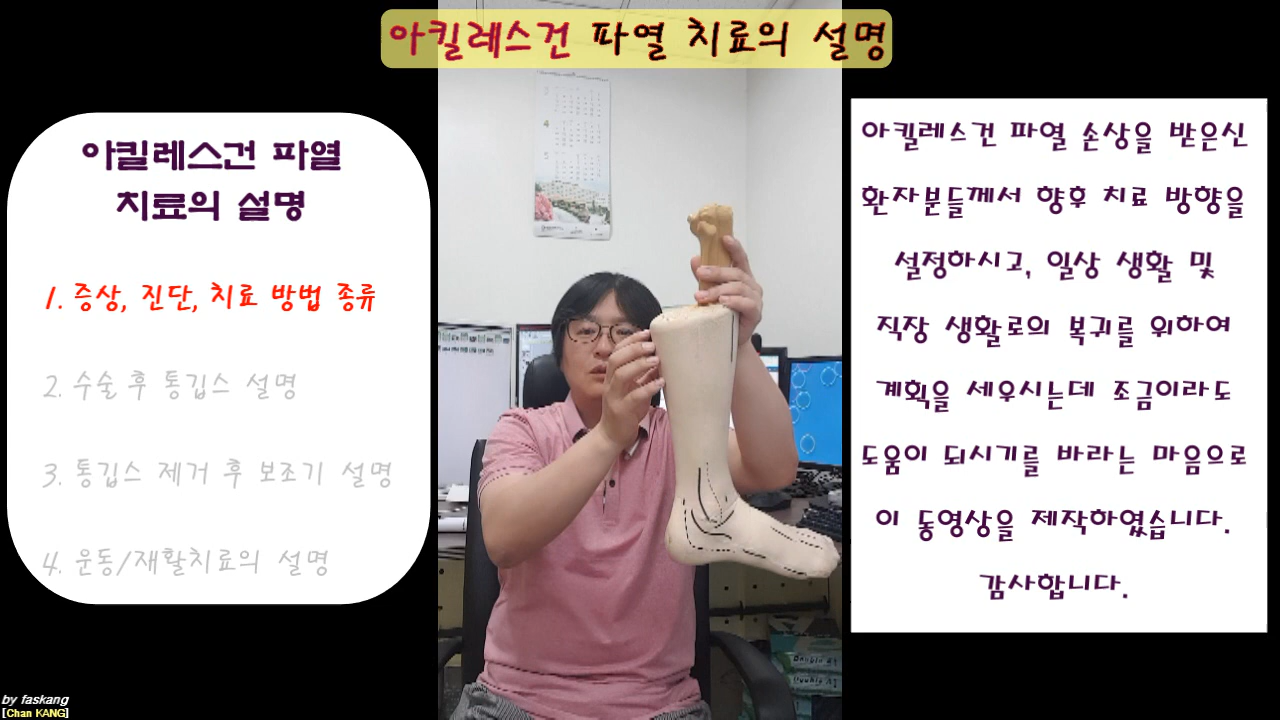 아킬레스건 파열 치료의 설명
아킬레스건 파열
치료의 설명
1. 증상, 진단, 치료 방법 종류
2. 수술 후 통깁스 설명
3. 통깁스 제거 후 보조기 설명
4. 운동/재활치료의 설명
아킬레스건 파열 손상을 받은신
환자분들께서 향후 치료 방향을
설정하시고, 일상 생활 및
직장 생활로의 복귀를 위하여
계획을 세우시는데 조금이라도
도움이 되시기를 바라는 마음으로
이 동영상을 제작하였습니다.
감사합니다.
by faskang
[Chan KANG]